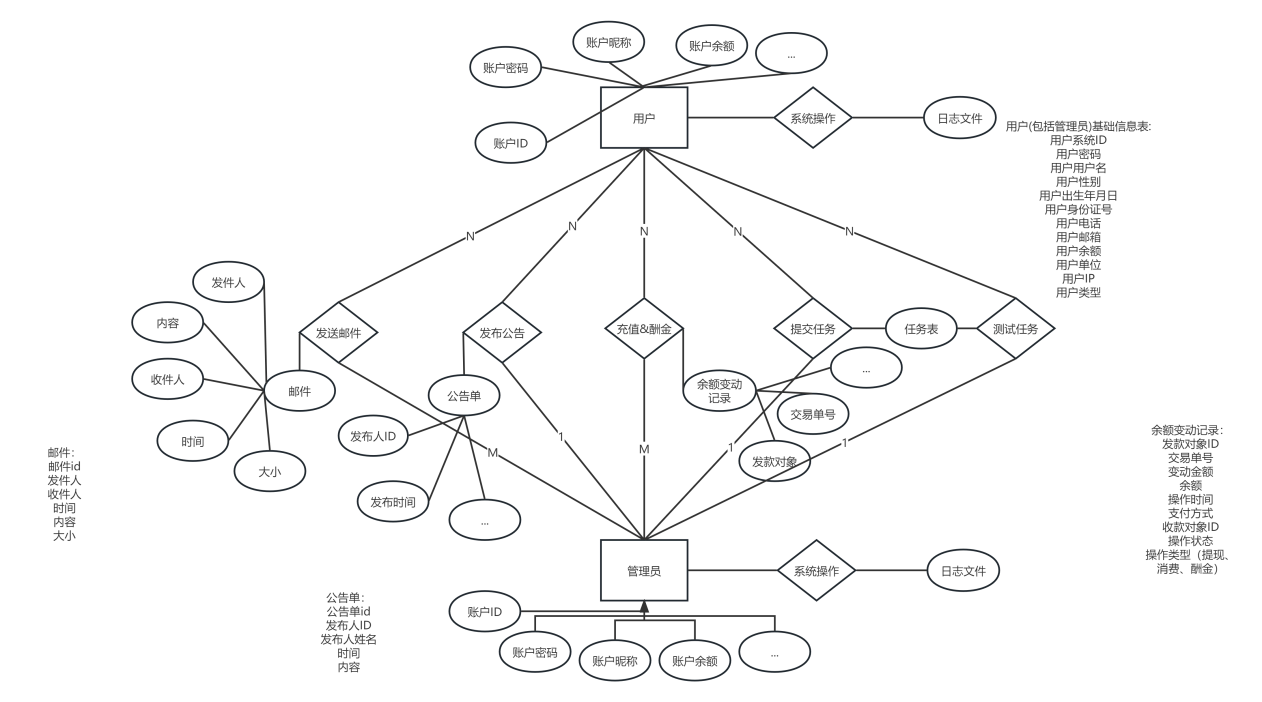 账户昵称
账户余额
...
账户密码
用户
系统操作
日志文件
账户ID
用户(包括管理员)基础信息表:
用户系统ID
用户密码
用户用户名
用户性别
用户出生年月日
用户身份证号
用户电话
用户邮箱
用户余额
用户单位
用户IP
用户类型
N
N
N
N
N
发件人
内容
收件人
时间
大小
邮件
发送邮件
发布公告
充值&酬金
提交任务
任务表
测试任务
公告单
发布人ID
发布时间
...
余额变动
记录
...
交易单号
发款对象
M
1
M
1
1
邮件:
邮件id
发件人
收件人
时间
内容
大小
余额变动记录:
发款对象ID
交易单号
变动金额
余额
操作时间
支付方式
收款对象ID
操作状态
操作类型（提现、
消费、酬金）
管理员
系统操作
日志文件
账户ID
账户密码
账户昵称
账户余额
...
公告单:
公告单id
发布人ID
发布人姓名
时间
内容